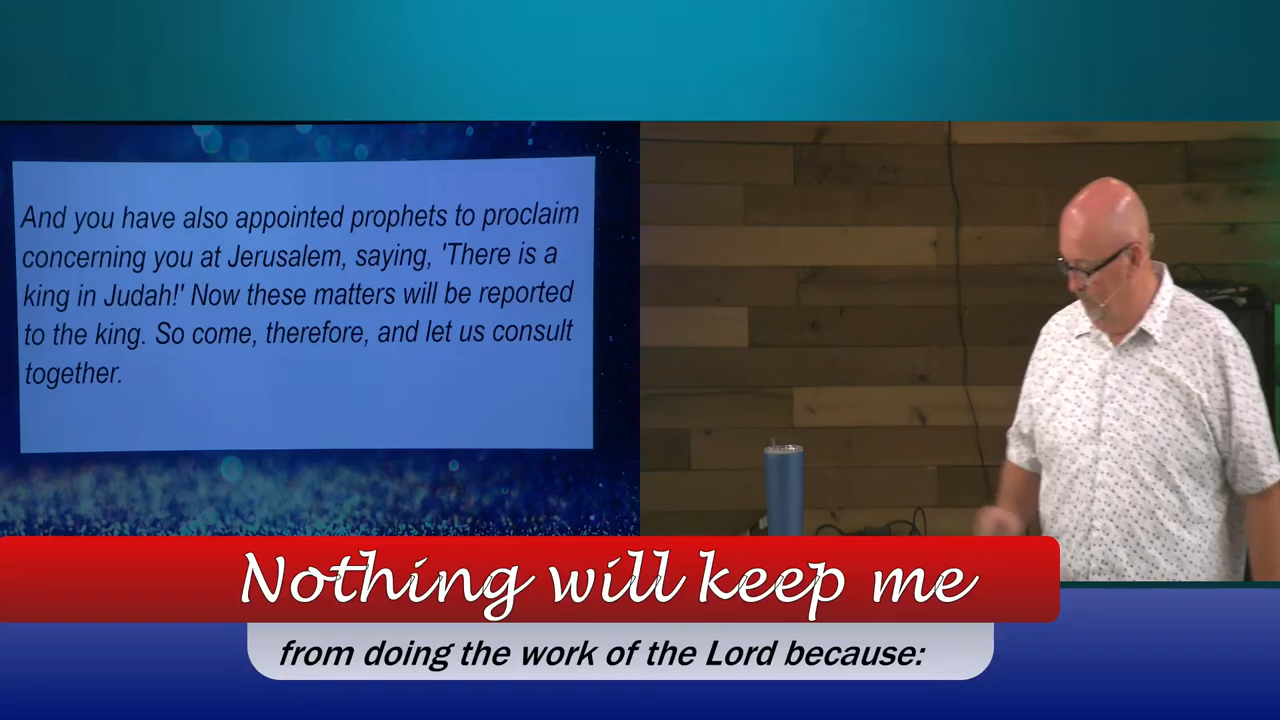 And you have also appointed prophets to proclaim
concerning you at Jerusalem, saying, 'There is a
king in Judah!' Now these matters will be reported
to the king. So come, therefore, and let us consult
together.
Nothing will keep me
from doing the work of the Lord because: